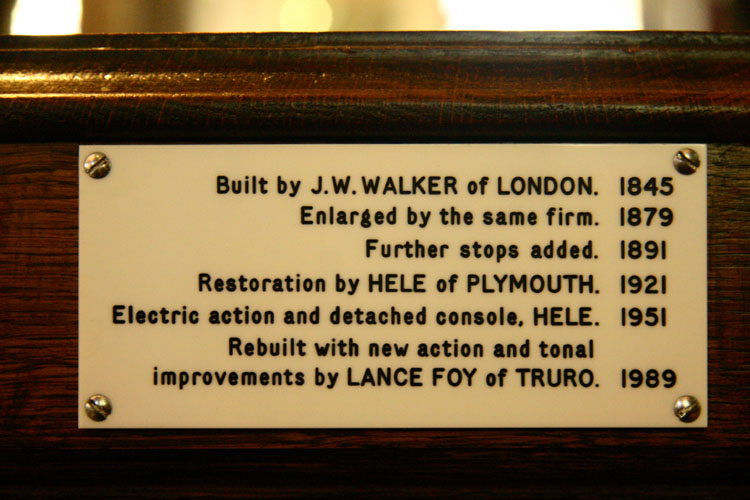 Built by J.W. WALKER of LONDON. 1845
Enlarged by the same firm. 1879
Further stops added. 1891
Restoration by HELE of PLYMOUTH. 1921
Electric action and detached console, HELE. 1951
Rebuilt with new action and tonal
improvements by LANCE FOY of TRURO. 1989